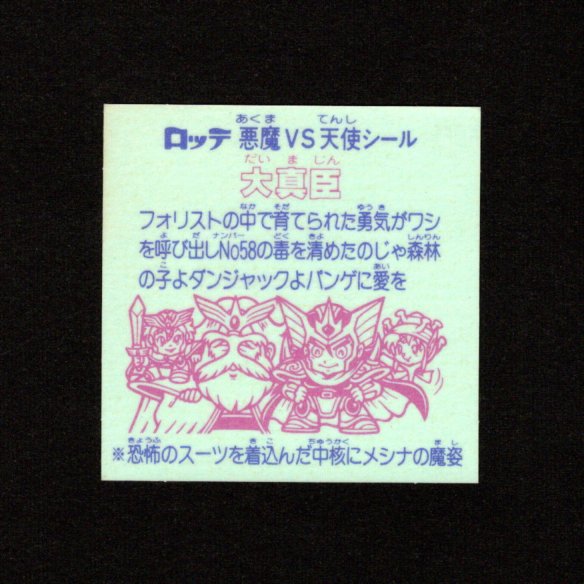 ロッテ 悪魔VS天使シール
大真臣
フォリストの中で育てられた勇気がワシ
を呼び出しNo58の毒を清めたのじゃ森林
の子よダンジャックよバンゲに愛を
※恐怖のスーツを着込んだ中核にメシナの魔姿